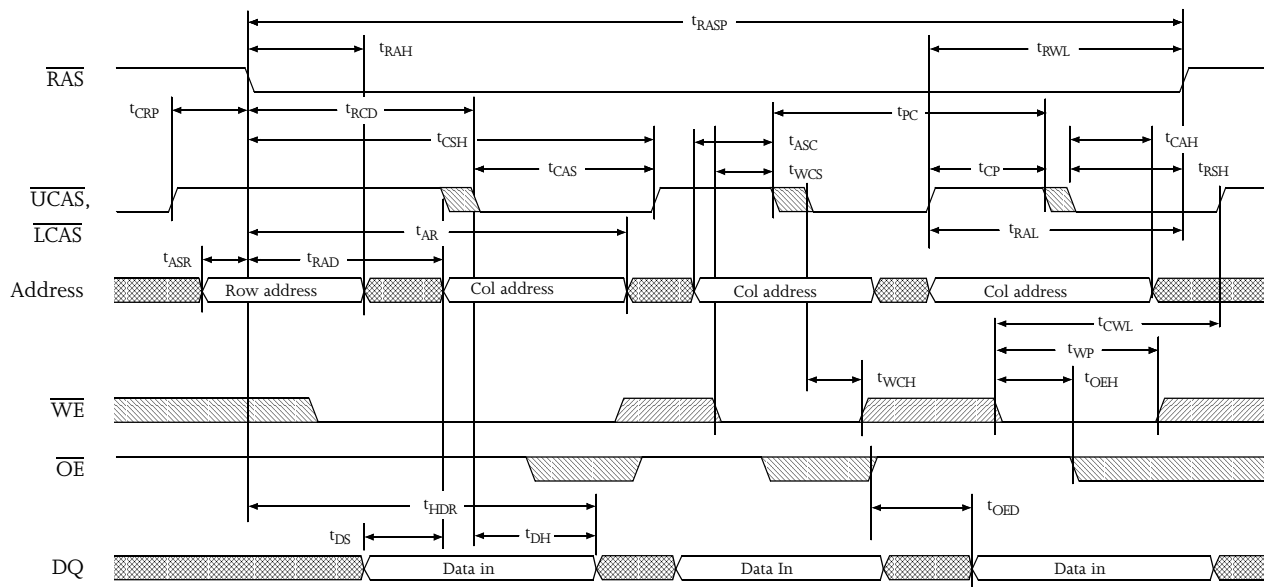 tRASP
tRAH
tRWL
RAS
tCRP
tRCD
tPC
tCSH
tASC
tCAH
tCAS
tWCS
tCP
tRSH
UCAS,
LCAS
tAR
tRAL
tASR
tRAD
Address
Row address
Col address
Col address
Col address
tCWL
tWP
tWCH
tOEH
WE
OE
tHDR
tOED
tDS
tDH
DQ
Data in
Data In
Data in